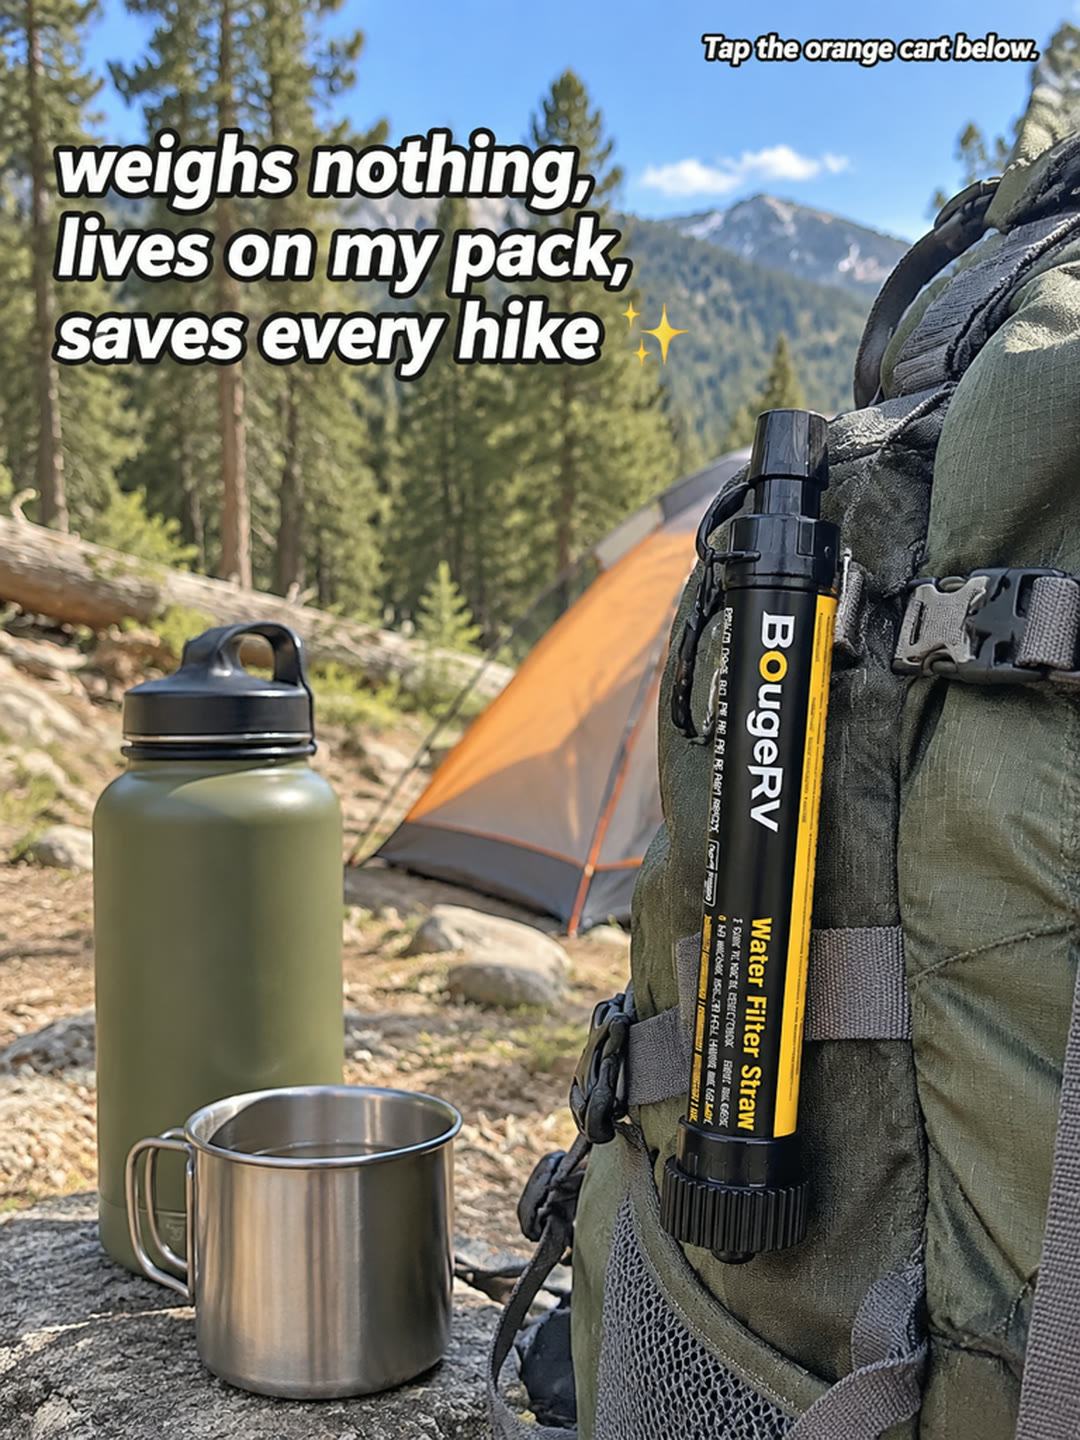 Tap the orange cart below.
weighs nothing,
lives on my pack,
saves every hike ✨
BougeRV
Water Filter Straw